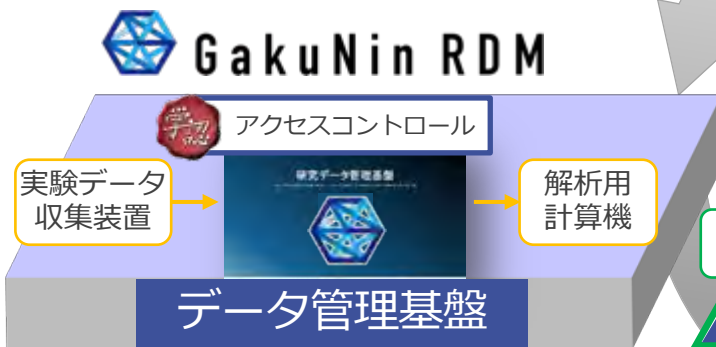 GakuNin RDM
学認
アクセスコントロール
実験データ
収集装置
研究データ管理基盤
解析用
計算機
データ管理基盤